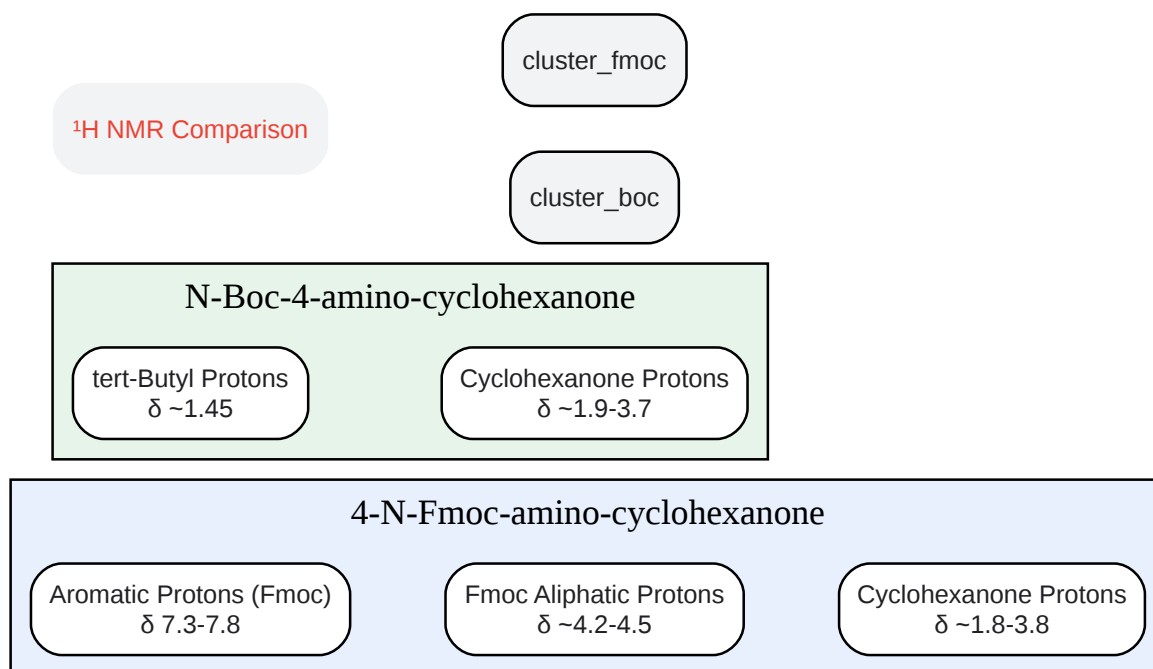 cluster_fmoc
¹H NMR Comparison
cluster_boc
N-Boc-4-amino-cyclohexanone
tert-Butyl Protons
δ ~1.45
Cyclohexanone Protons
δ ~1.9-3.7
4-N-Fmoc-amino-cyclohexanone
Aromatic Protons (Fmoc)
δ 7.3-7.8
Fmoc Aliphatic Protons
δ ~4.2-4.5
Cyclohexanone Protons
δ ~1.8-3.8